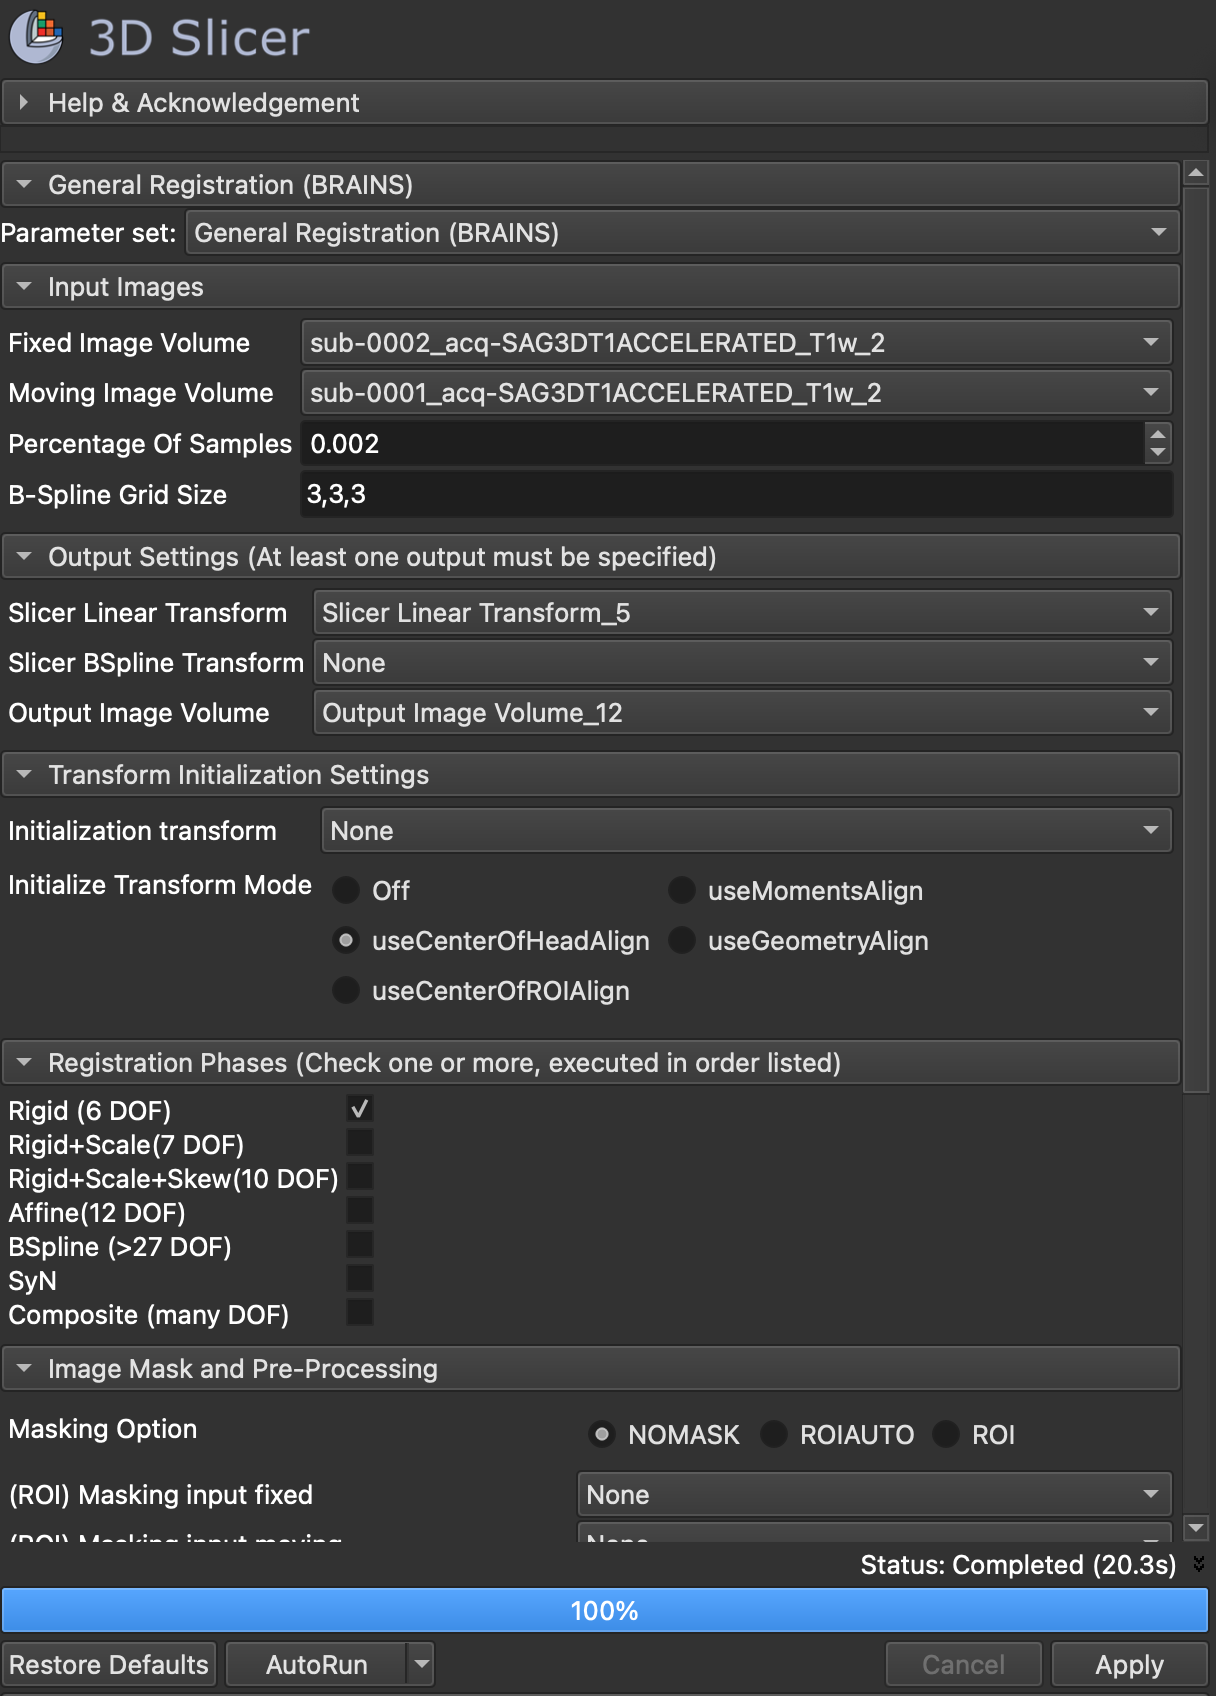 3D Slicer
Help & Acknowledgement
General Registration (BRAINS)
Parameter set: General Registration (BRAINS)
Input Images
Fixed Image Volume sub-0002_acq-SAG3DT1ACCELERATED_T1w_2
Moving Image Volume sub-0001_acq-SAG3DT1ACCELERATED_T1w_2
Percentage Of Samples 0.002
B-Spline Grid Size 3,3,3
Output Settings (At least one output must be specified)
Slicer Linear Transform Slicer Linear Transform_5
Slicer BSpline Transform None
Output Image Volume Output Image Volume_12
Transform Initialization Settings
Initialization transform None
Initialize Transform Mode Off useMomentsAlign
useCenterOfHeadAlign useGeometryAlign
useCenterOfROIAlign
Registration Phases (Check one or more, executed in order listed)
Rigid (6 DOF)
Rigid+Scale(7 DOF)
Rigid+Scale+Skew(10 DOF)
Affine(12 DOF)
BSpline (>27 DOF)
SyN
Composite (many DOF)
Image Mask and Pre-Processing
Masking Option NOMASK ROIAUTO ROI
(ROI) Masking input fixed None
(ROI) Masking input moving None
Status: Completed (20.3s)
100%
Restore Defaults AutoRun Cancel Apply